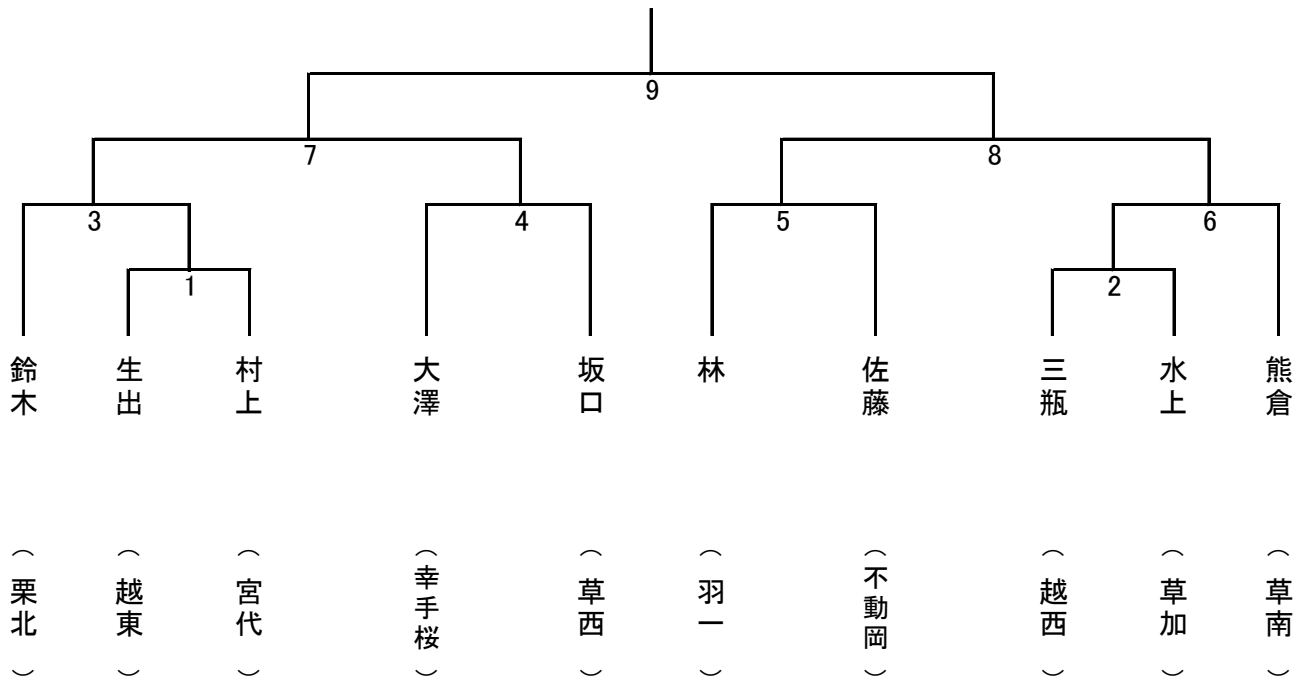 9
7
8
3
4
5
6
1
2
鈴木
生出
村上
大澤
坂口
林
佐藤
三瓶
水上
熊倉
（栗北）
（越東）
（宮代）
（幸手桜）
（草西）
（羽一）
（不動岡）
（越西）
（草加）
（草南）